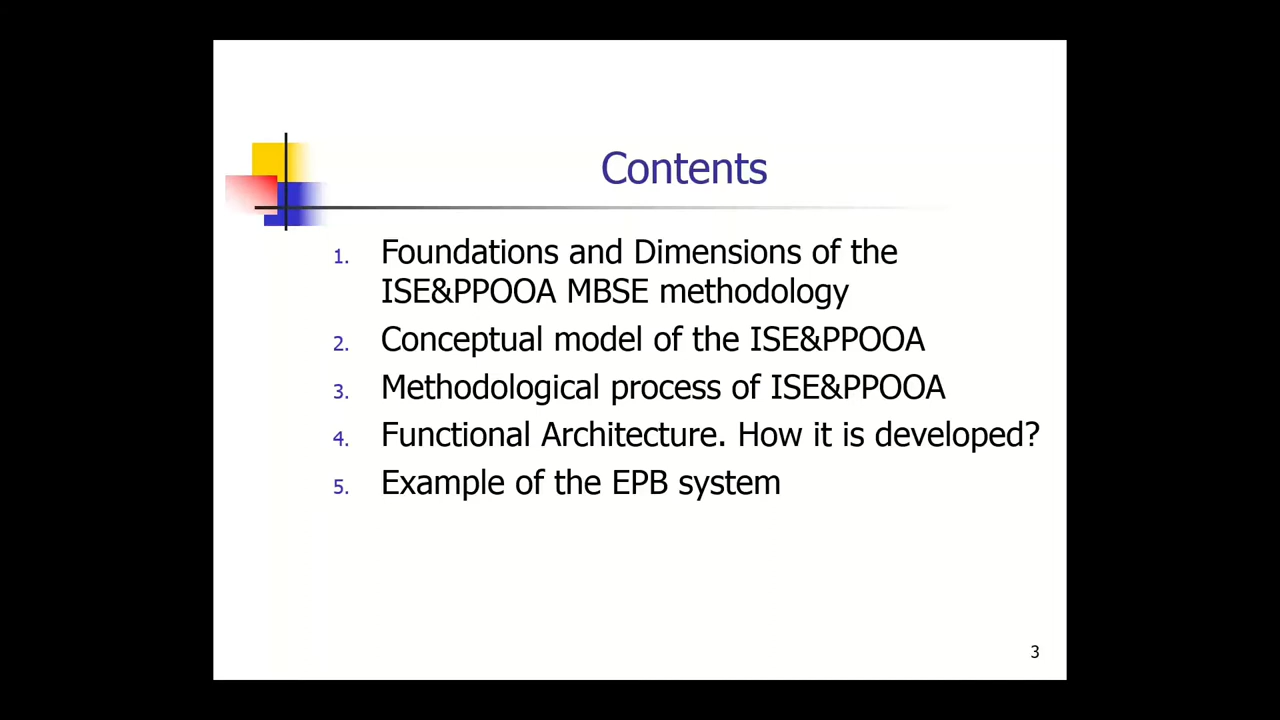 Contents
1. Foundations and Dimensions of the
ISE&PPOOA MBSE methodology
2. Conceptual model of the ISE&PPOOA
3. Methodological process of ISE&PPOOA
4. Functional Architecture. How it is developed?
5. Example of the EPB system
3